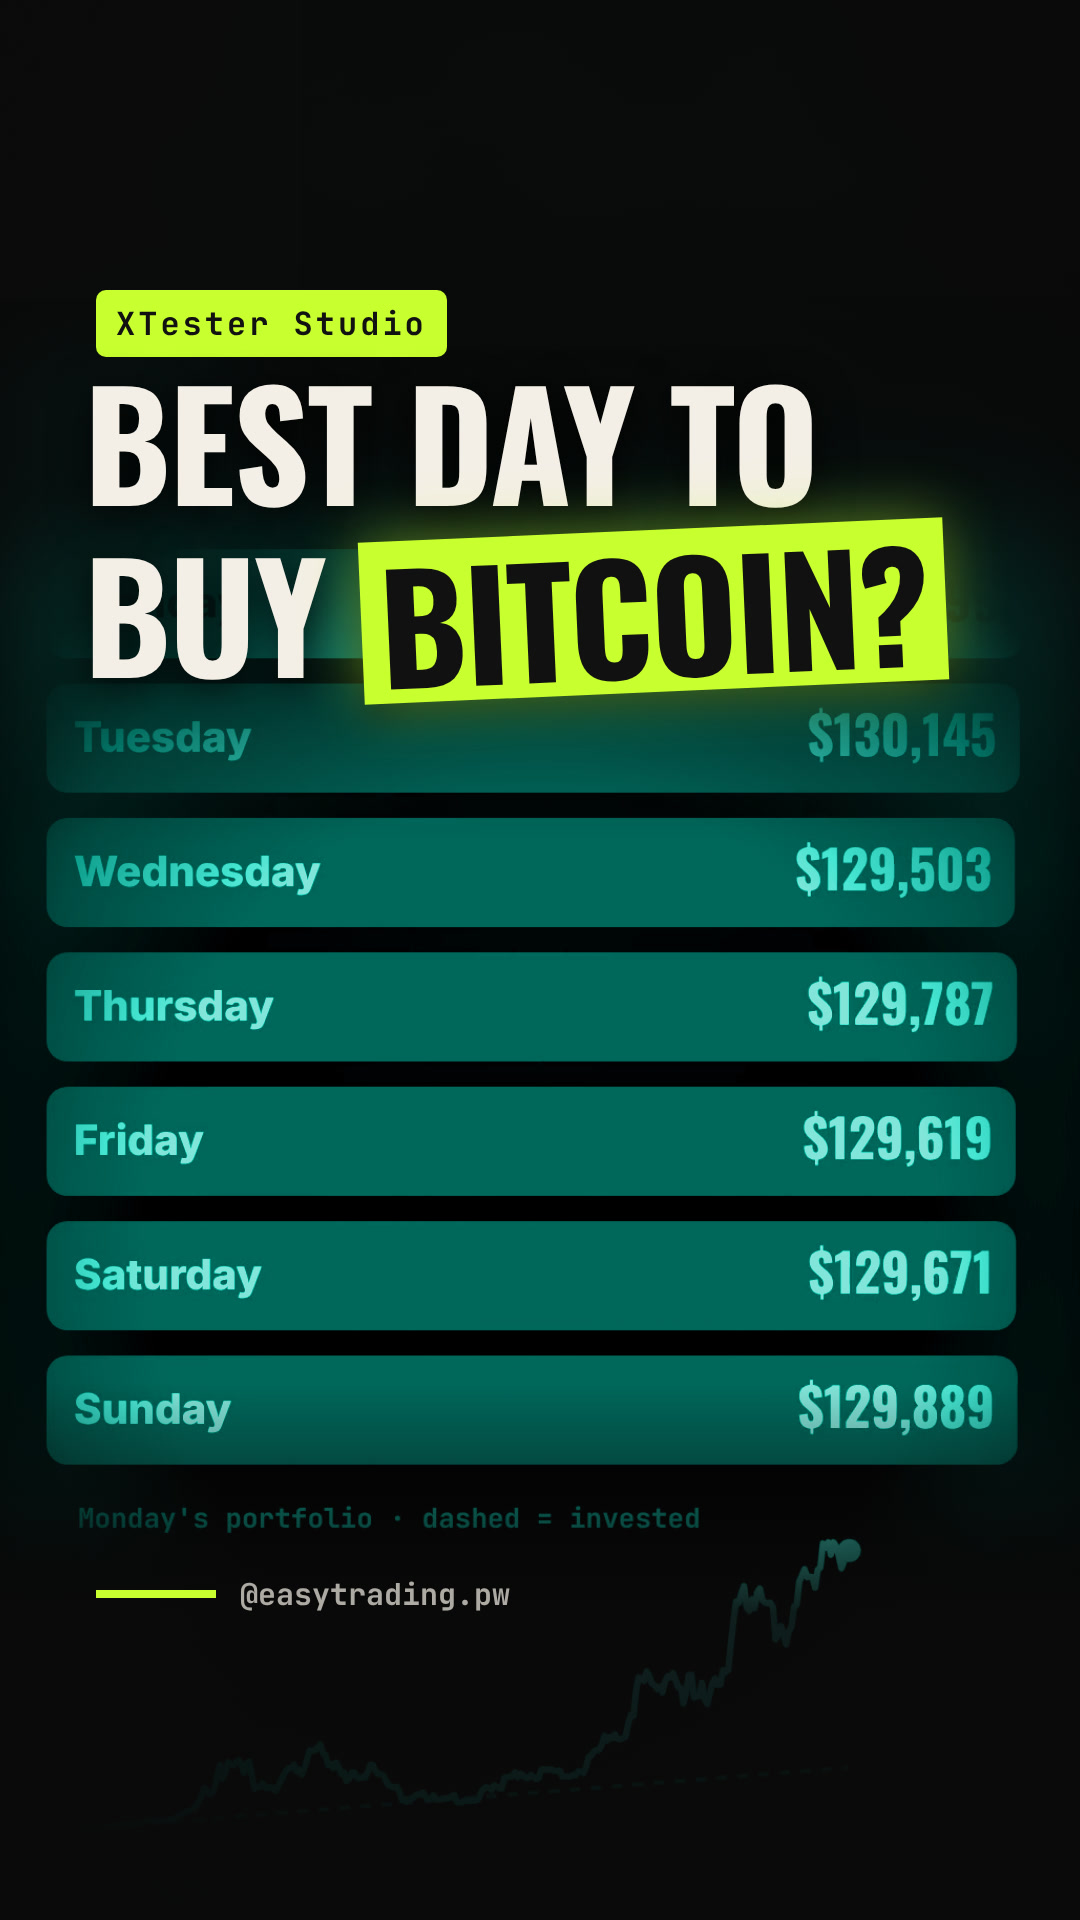 XTester Studio
BEST DAY TO
BUY BITCOIN?
Tuesday $130,145
Wednesday $129,503
Thursday $129,787
Friday $129,619
Saturday $129,671
Sunday $129,889
Monday's portfolio · dashed = invested
@easytrading.pw